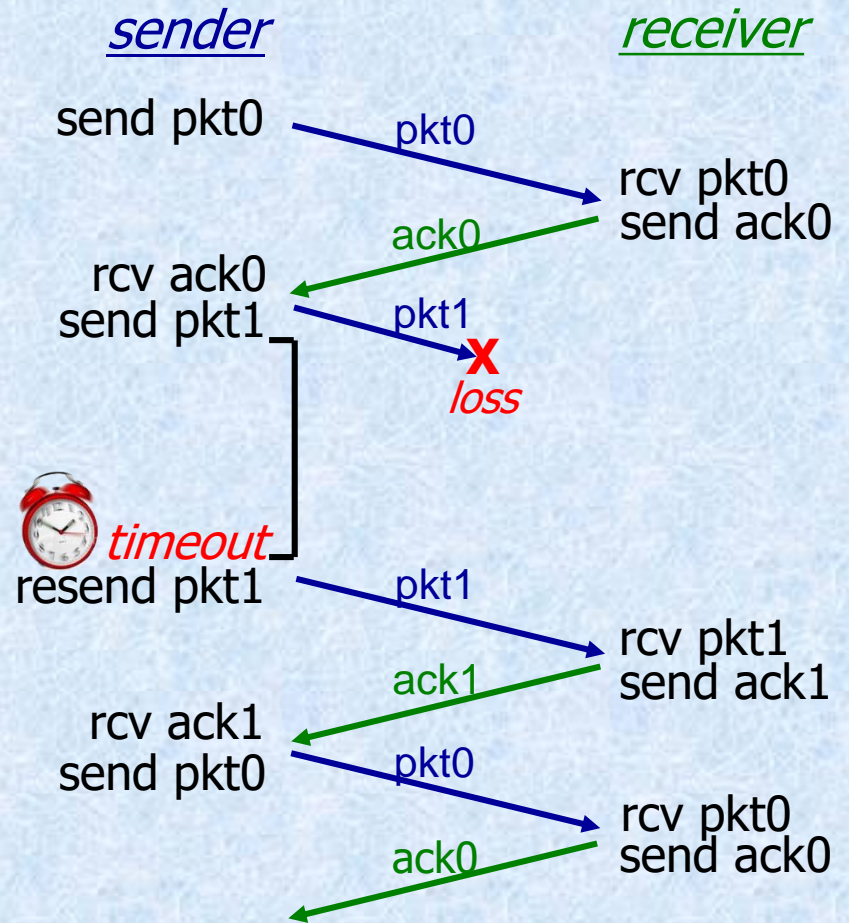 sender
receiver
send pkt0
pkt0
rcv pkt0
send ack0
ack0
rcv ack0
send pkt1
pkt1
X
loss
timeout
resend pkt1
pkt1
rcv pkt1
send ack1
ack1
rcv ack1
send pkt0
pkt0
rcv pkt0
send ack0
ack0